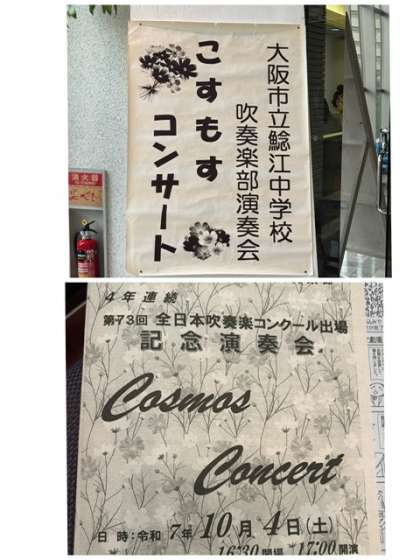 大阪市立鯰江中学校
吹奏楽部演奏会
こすもす
コンサート
消火器
4年連続
第73回 全日本吹奏楽コンクール出場
記念演奏会
Cosmos
Concert
日 時:令和 7年 10月 4日(土)
16:30 開場 17:00 開演